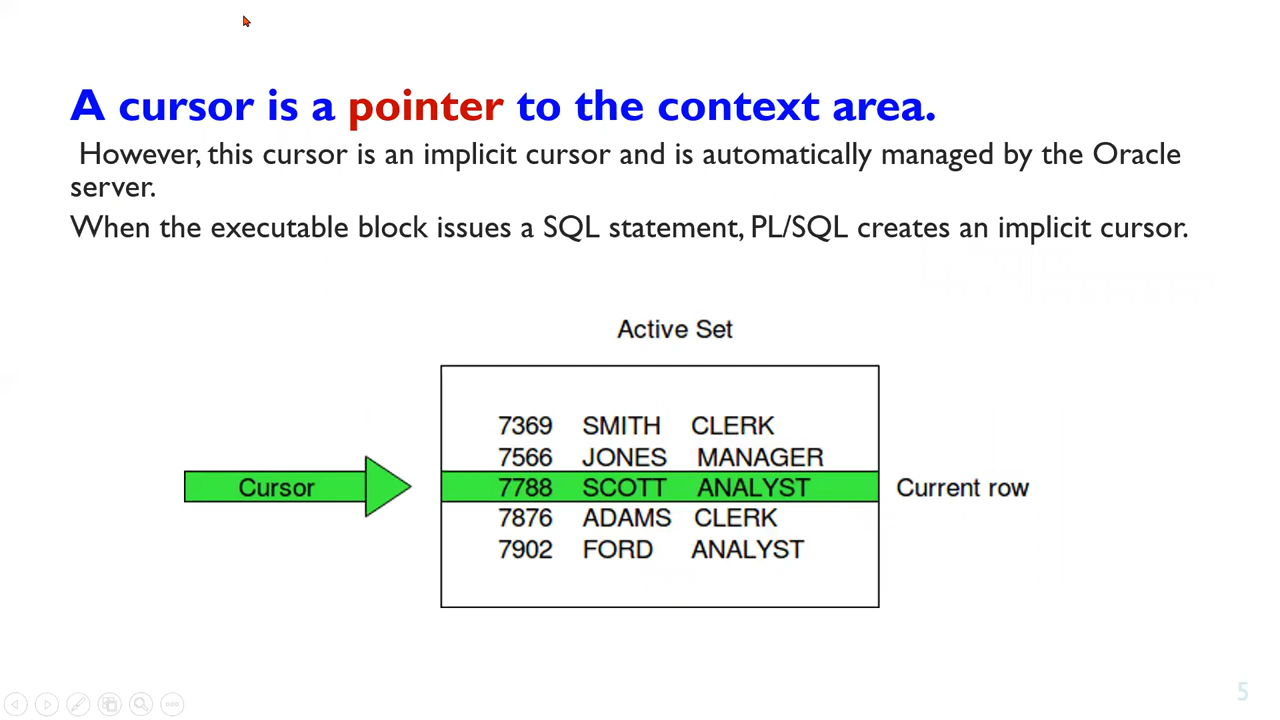 A cursor is a pointer to the context area.
However, this cursor is an implicit cursor and is automatically managed by the Oracle
server.
When the executable block issues a SQL statement, PL/SQL creates an implicit cursor.
Active Set
7369 SMITH CLERK
7566 JONES MANAGER
Cursor 7788 SCOTT ANALYST Current row
7876 ADAMS CLERK
7902 FORD ANALYST
5